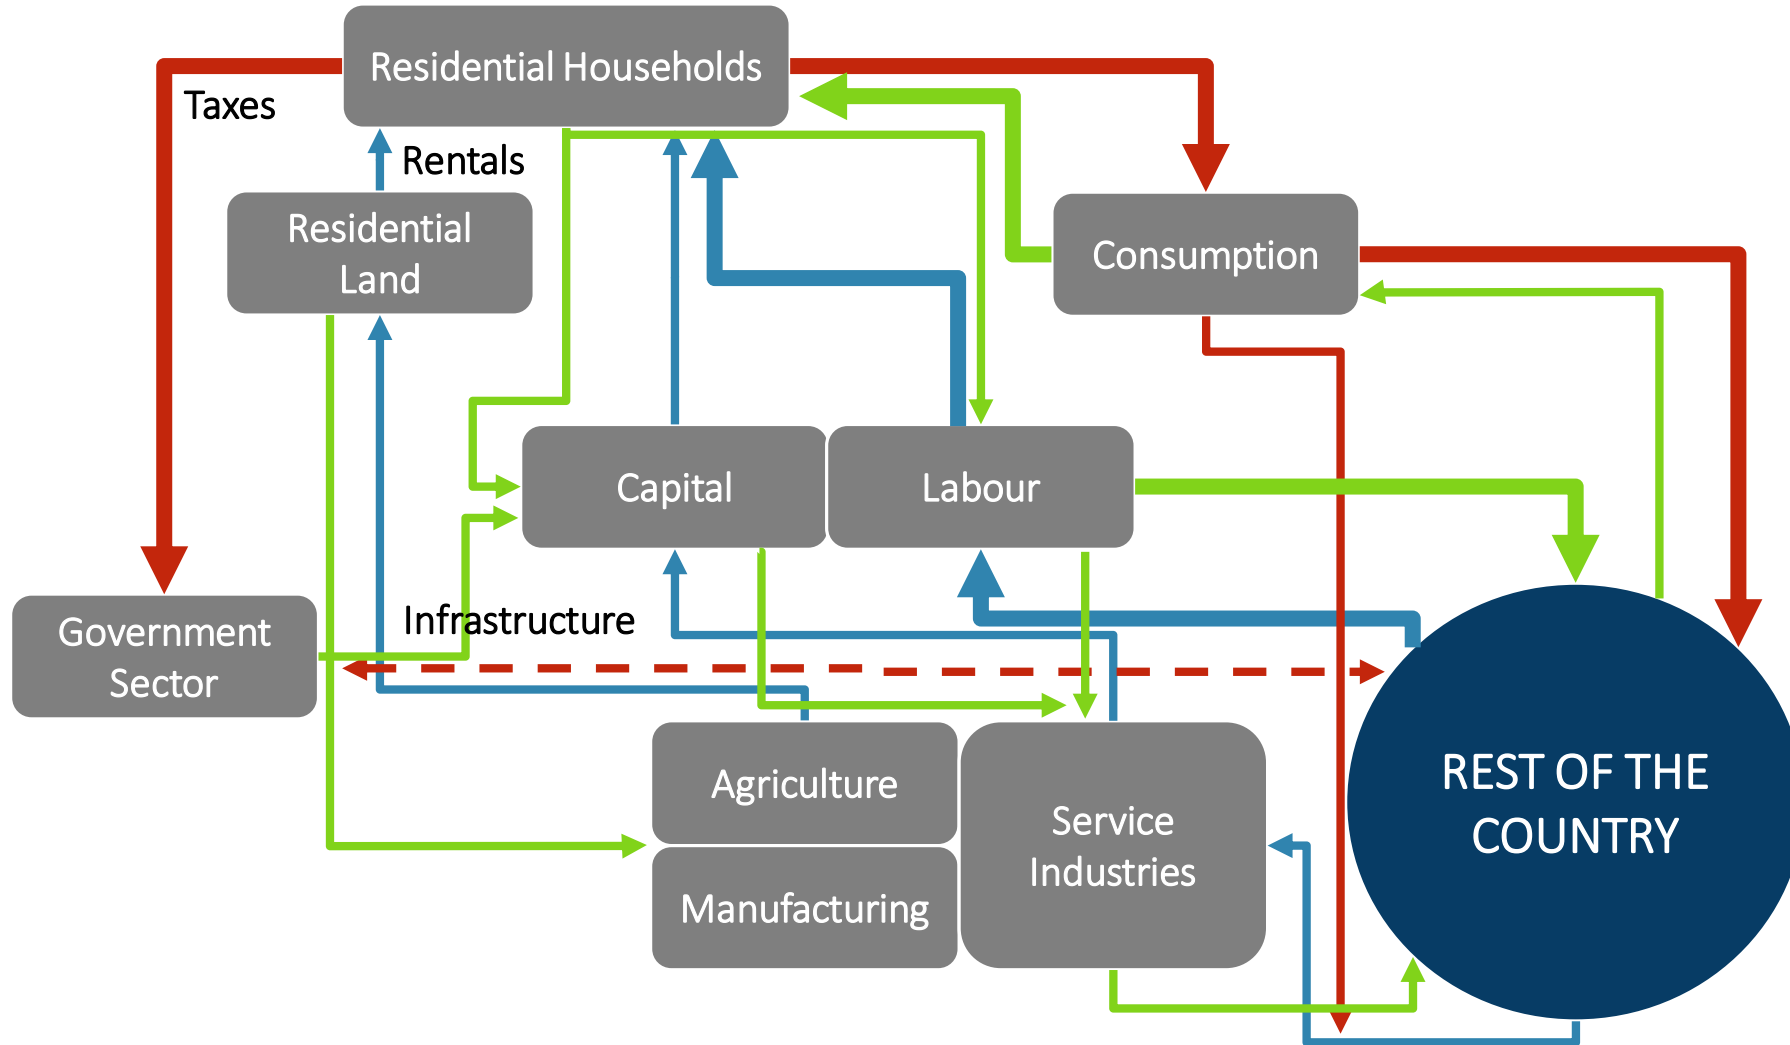 Residential Households
Taxes
Rentals
Residential
Land
Consumption
Capital
Labour
Government
Sector
Infrastructure
Agriculture
Manufacturing
Service
Industries
REST OF THE
COUNTRY